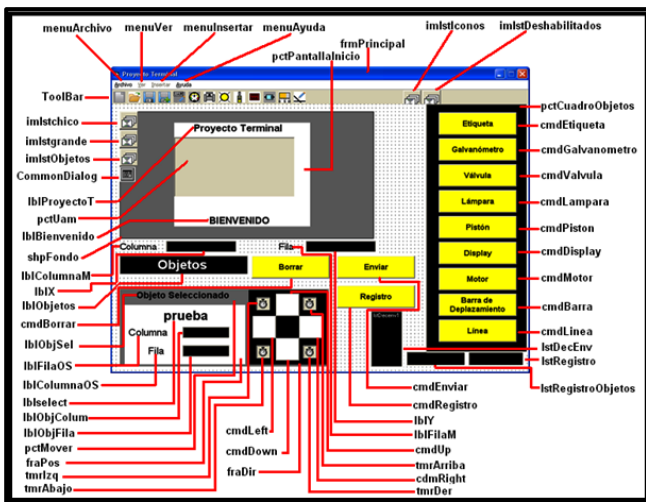 menuArchivo
menuVer
menuInsertar
menuAyuda
frmPrincipal
pctPantallaInicio
imlstIconos
imlstDeshabilitados
Proyecto Terminal
Archivo Ver Insertar Ayuda
ToolBar
imlstchico
imlstgrande
imlstObjetos
CommonDialog
lblProyectoT
pctUam
lblBienvenido
shpFondo
lblColumnaM
lblX
lblObjetos
cmdBorrar
lblObjSel
lblFilaOS
lblColumnaOS
lblselect
lblObjColum
lblObjFila
pctMover
fraPos
tmrIzq
tmrAbajo
Proyecto Terminal
BIENVENIDO
Columna
Fila
Objetos
Borrar
Enviar
Registro
Objeto Seleccionado
prueba
Columna
Fila
Etiqueta
Galvanómetro
Válvula
Lámpara
Pistón
Display
Motor
Barra de
Deplazamiento
Línea
pctCuadroObjetos
cmdEtiqueta
cmdGalvanometro
cmdValvula
cmdLampara
cmdPiston
cmdDisplay
cmdMotor
cmdBarra
cmdLinea
lstDecEnv
lstRegistro
lstRegistroObjetos
cmdEnviar
cmdRegistro
lblY
lblFilaM
cmdUp
tmrArriba
cdmRight
tmrDer
cmdLeft
cmdDown
fraDir